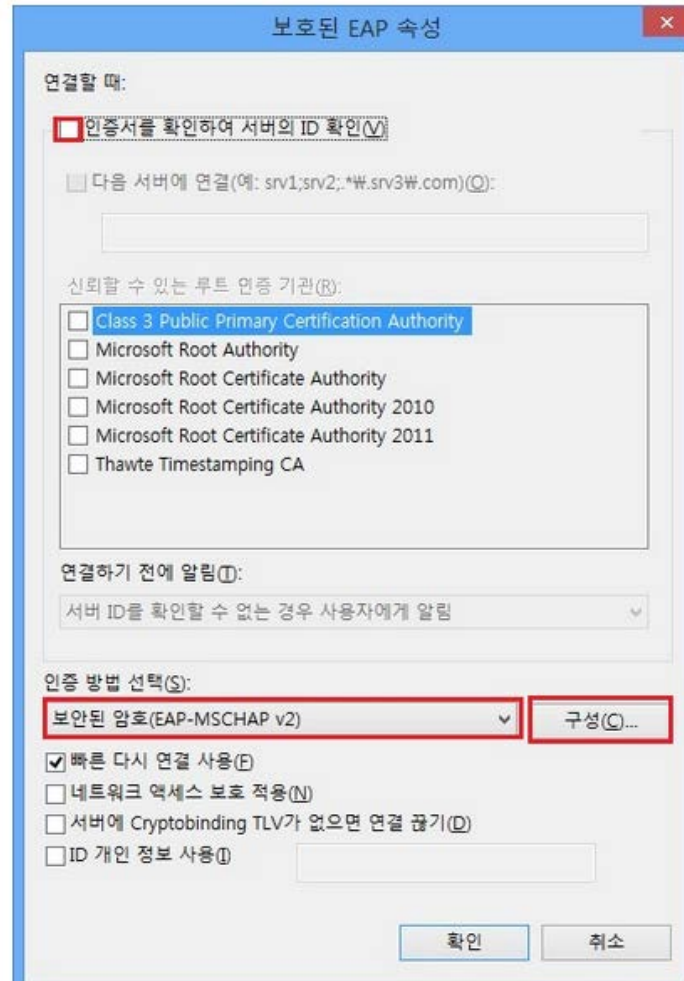 보호된 EAP 속성
연결할 때:
인증서를 확인하여 서버의 ID 확인(V)
다음 서버에 연결(예: srv1;srv2;.*₩.srv3₩.com)(O):
신뢰할 수 있는 루트 인증 기관(R):
Class 3 Public Primary Certification Authority
Microsoft Root Authority
Microsoft Root Certificate Authority
Microsoft Root Certificate Authority 2010
Microsoft Root Certificate Authority 2011
Thawte Timestamping CA
연결하기 전에 알림(T):
서버 ID를 확인할 수 없는 경우 사용자에게 알림
인증 방법 선택(S):
보안된 암호(EAP-MSCHAP v2)
구성(C)...
빠른 다시 연결 사용(F)
네트워크 액세스 보호 적용(N)
서버에 Cryptobinding TLV가 없으면 연결 끊기(D)
ID 개인 정보 사용(I)
확인
취소